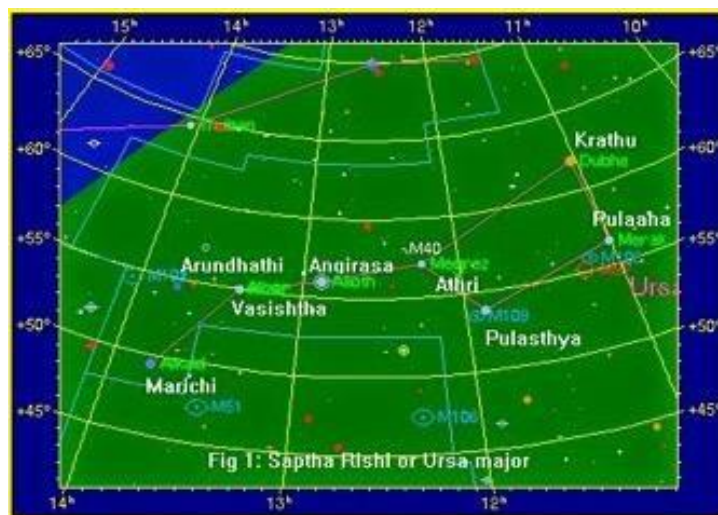 15h 14h 13h 12h 11h 10h
+65° +65°
+60° +60°
+55° +55°
+50° +50°
+45° +45°
Krathu
Dubhe
Pulaaha
Merak
M40
Megrez
Arundhathi
Angirasa
Alioth
Athri
Vasishtha
M109
Pulasthya
Ursa
Marichi
M51
M106
Fig 1: Saptha Rishi or Ursa major
14h 13h 12h